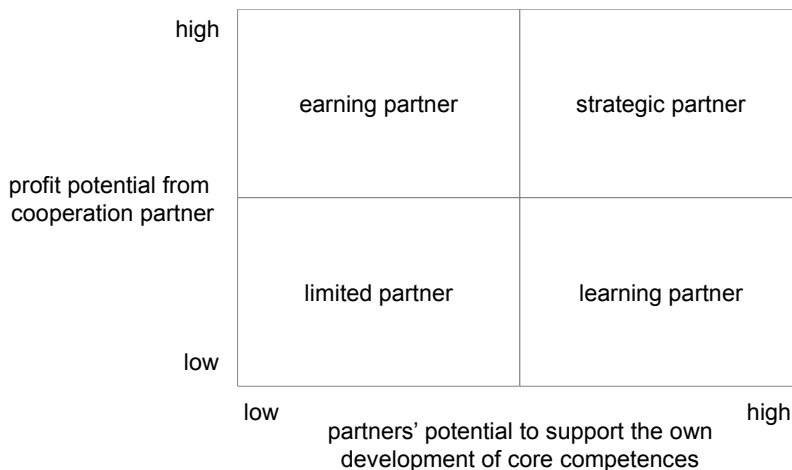 high
earning partner
strategic partner
profit potential from
cooperation partner
limited partner
learning partner
low
low
high
partners’ potential to support the own
development of core competences